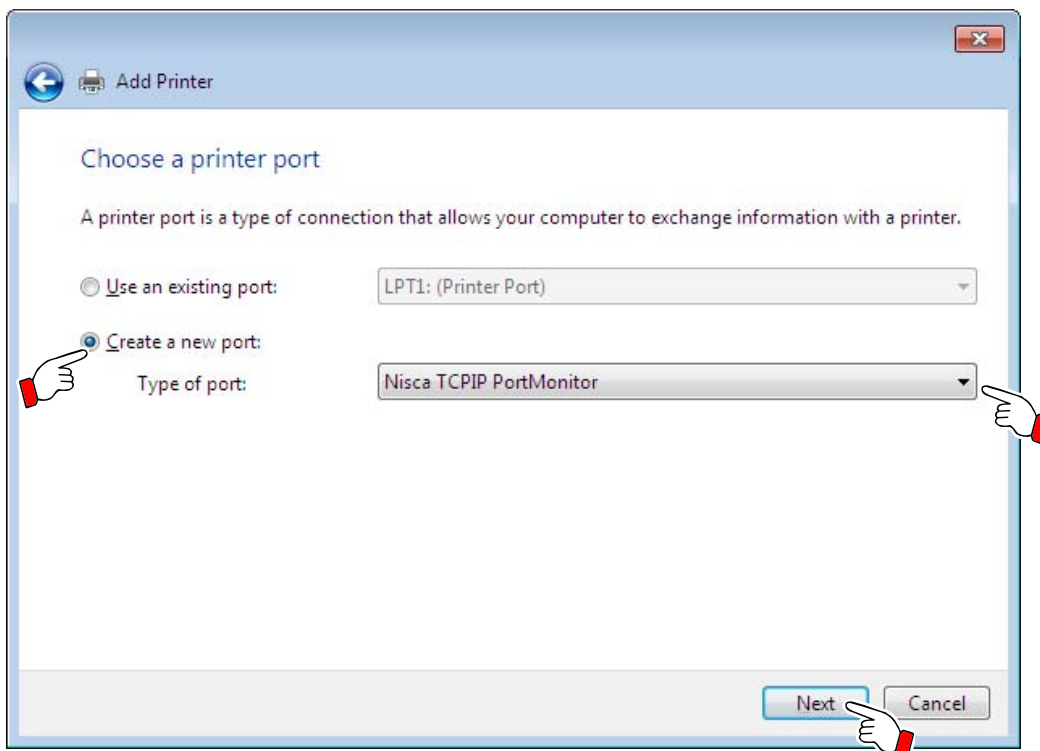 Add Printer
Choose a printer port
A printer port is a type of connection that allows your computer to exchange information with a printer.
Use an existing port: LPT1: (Printer Port)
Create a new port:
Type of port: Nisca TCPIP PortMonitor
Next Cancel